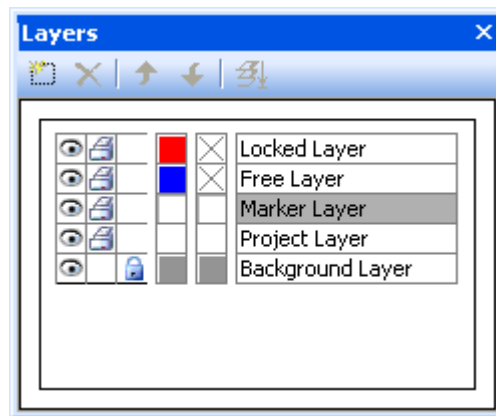 Layers
Locked Layer
Free Layer
Marker Layer
Project Layer
Background Layer